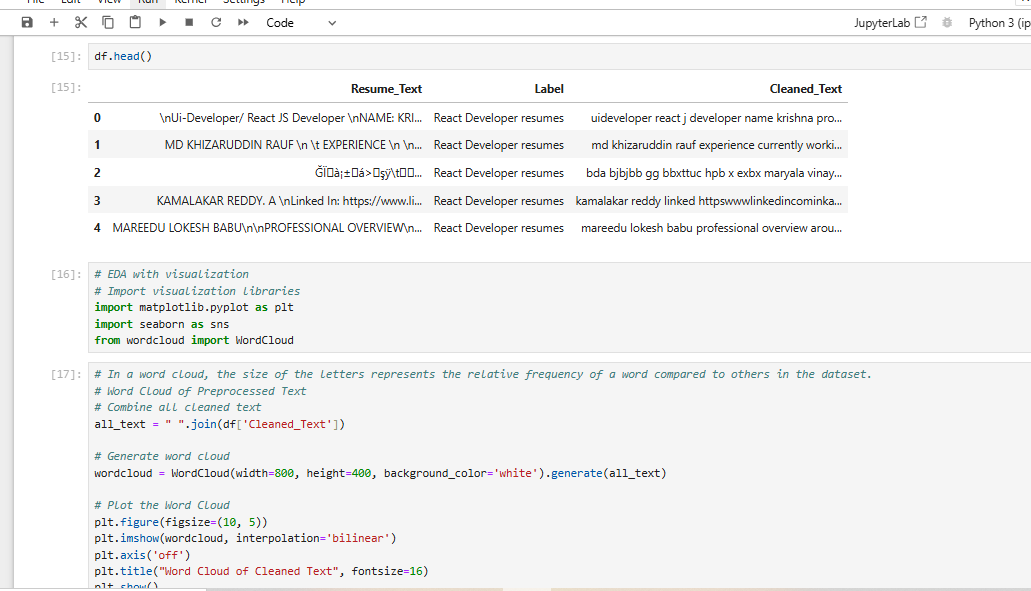 Edit View Run Kernel Settings Help
Code
JupyterLab
Python 3 (ip
[15]: df.head()
[15]: Resume_Text Label Cleaned_Text
0 \nUi-Developer/ React JS Developer \nNAME: KRI... React Developer resumes uideveloper react j developer name krishna pro...
1 MD KHIZARUDDIN RAUF \n \t EXPERIENCE \n \n... React Developer resumes md khizaruddin rauf experience currently worki...
2 React Developer resumes bda bjbjbb gg bbxttuc hpb x exbx maryala vinay...
3 KAMALAKAR REDDY. A \nLinked In: https://www.li... React Developer resumes kamalakar reddy linked httpswwwlinkedincominka...
4 MAREEDU LOKESH BABU\n\nPROFESSIONAL OVERVIEW\n... React Developer resumes mareedu lokesh babu professional overview arou...
[16]: # EDA with visualization
# Import visualization libraries
import matplotlib.pyplot as plt
import seaborn as sns
from wordcloud import WordCloud
[17]: # In a word cloud, the size of the letters represents the relative frequency of a word compared to others in the dataset.
# Word Cloud of Preprocessed Text
# Combine all cleaned text
all_text = " ".join(df['Cleaned_Text'])
# Generate word cloud
wordcloud = WordCloud(width=800, height=400, background_color='white').generate(all_text)
# Plot the Word Cloud
plt.figure(figsize=(10, 5))
plt.imshow(wordcloud, interpolation='bilinear')
plt.axis('off')
plt.title("Word Cloud of Cleaned Text", fontsize=16)
plt.show()